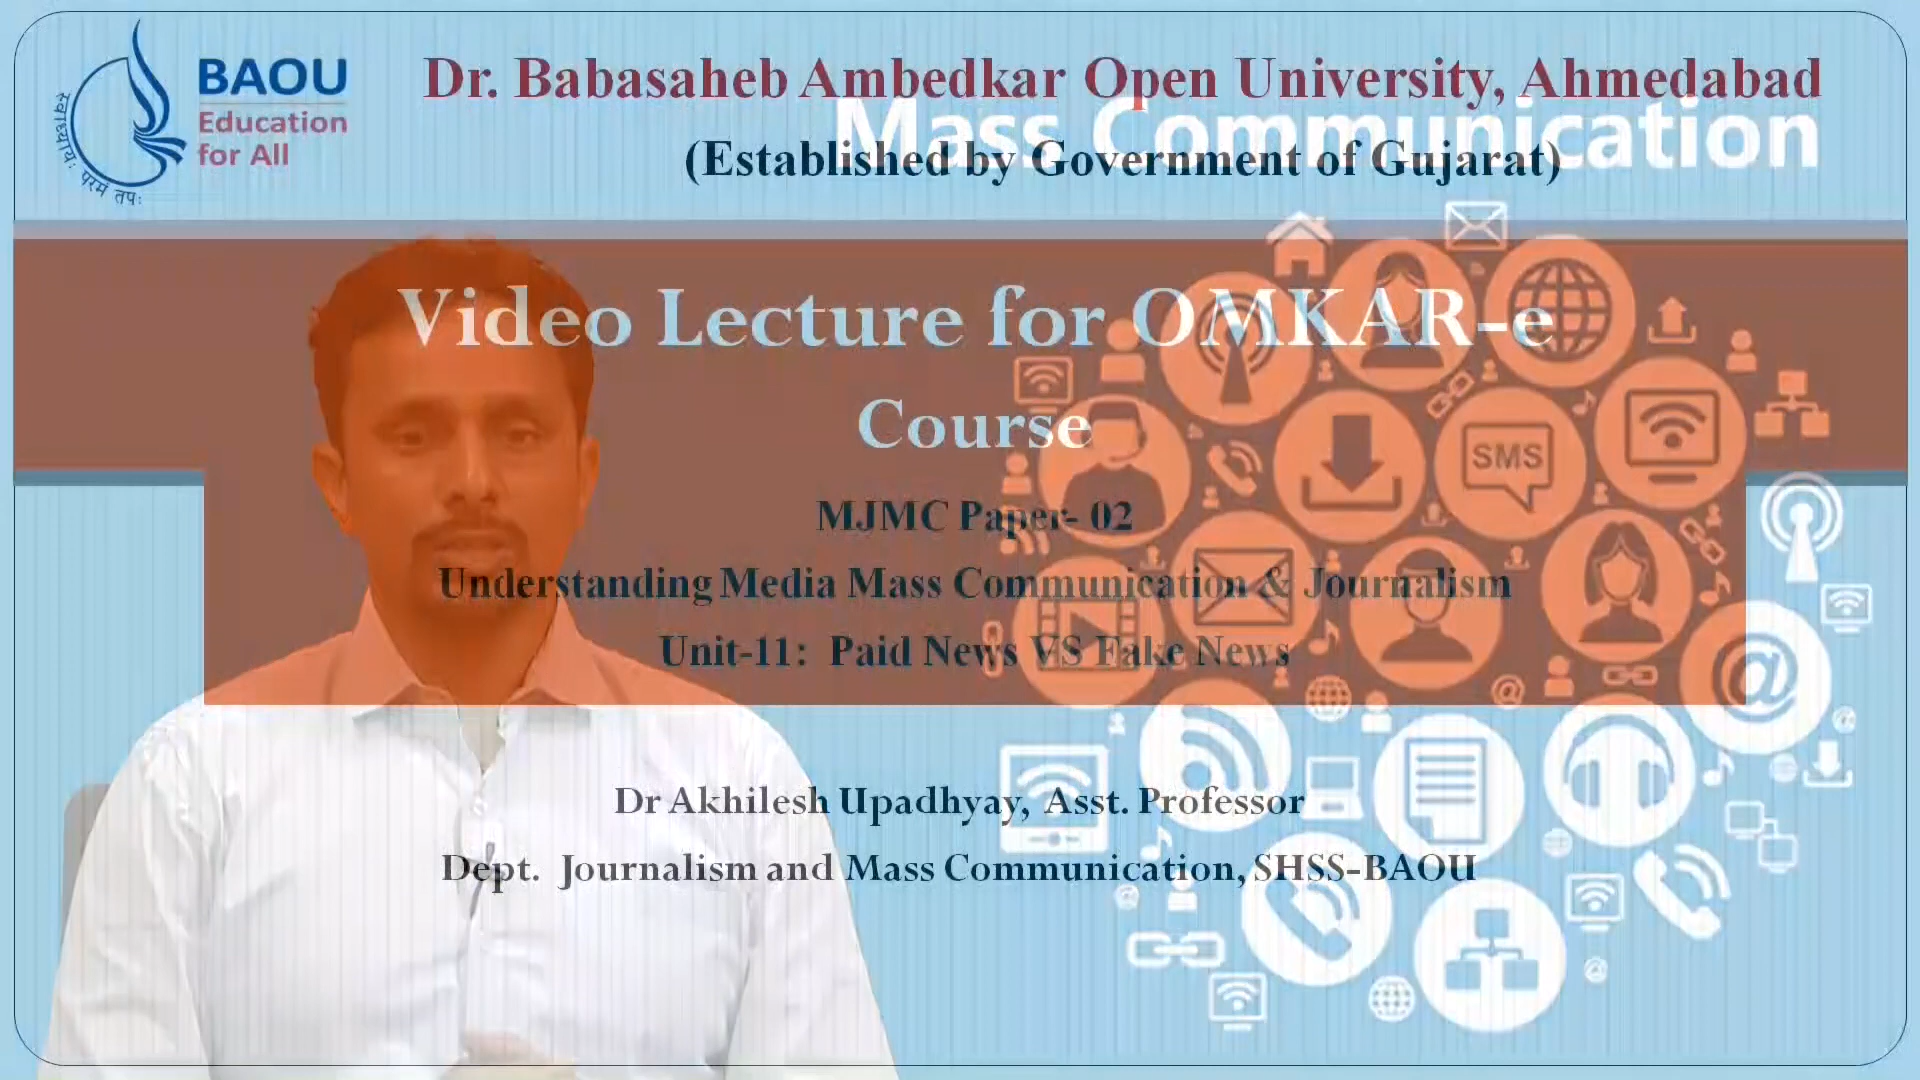 BAOU
Education
for All
स्वाध्यायः परमं तपः
Dr. Babasaheb Ambedkar Open University, Ahmedabad
Mass Communication
(Established by Government of Gujarat)
Video Lecture for OMKAR-e
Course
SMS
MJMC Paper- 02
Understanding Media Mass Communication & Journalism
Unit-11: Paid News VS Fake News
@
Dr Akhilesh Upadhyay, Asst. Professor
Dept. Journalism and Mass Communication, SHSS-BAOU